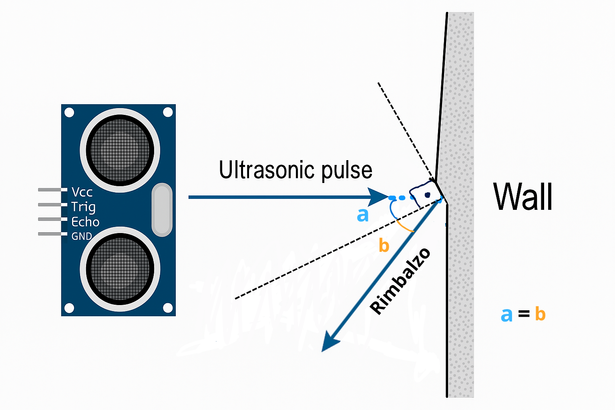 Ultrasonic pulse
Vcc
Trig
Echo
GND
a
b
Rimbalzo
Wall
a = b